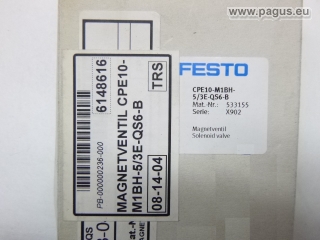 www.pagus.eu
6148616
PB-000000236-000
MAGNETVENTIL CPE10-
M1BH-5/3E-QS6-B
TRS
08-14-04
FESTO
CPE10-M1BH-
5/3E-QS6-B
Mat.-Nr.: 533155
Serie: X902
Magnetventil
Solenoid valve